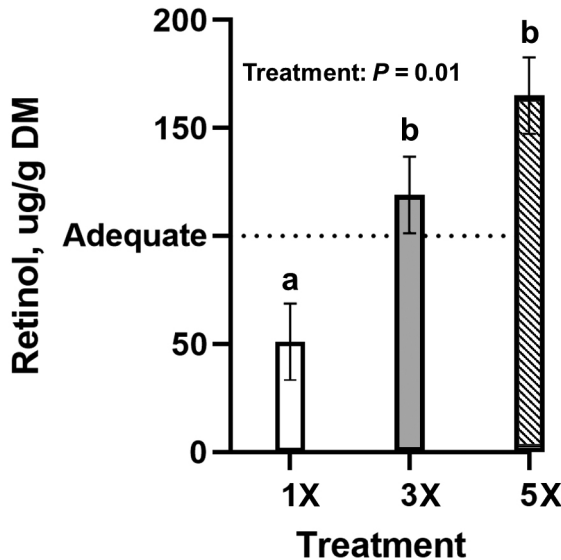 200
b
Treatment: P = 0.01
150
b
Retinol, ug/g DM
Adequate
a
50
0
1X 3X 5X
Treatment